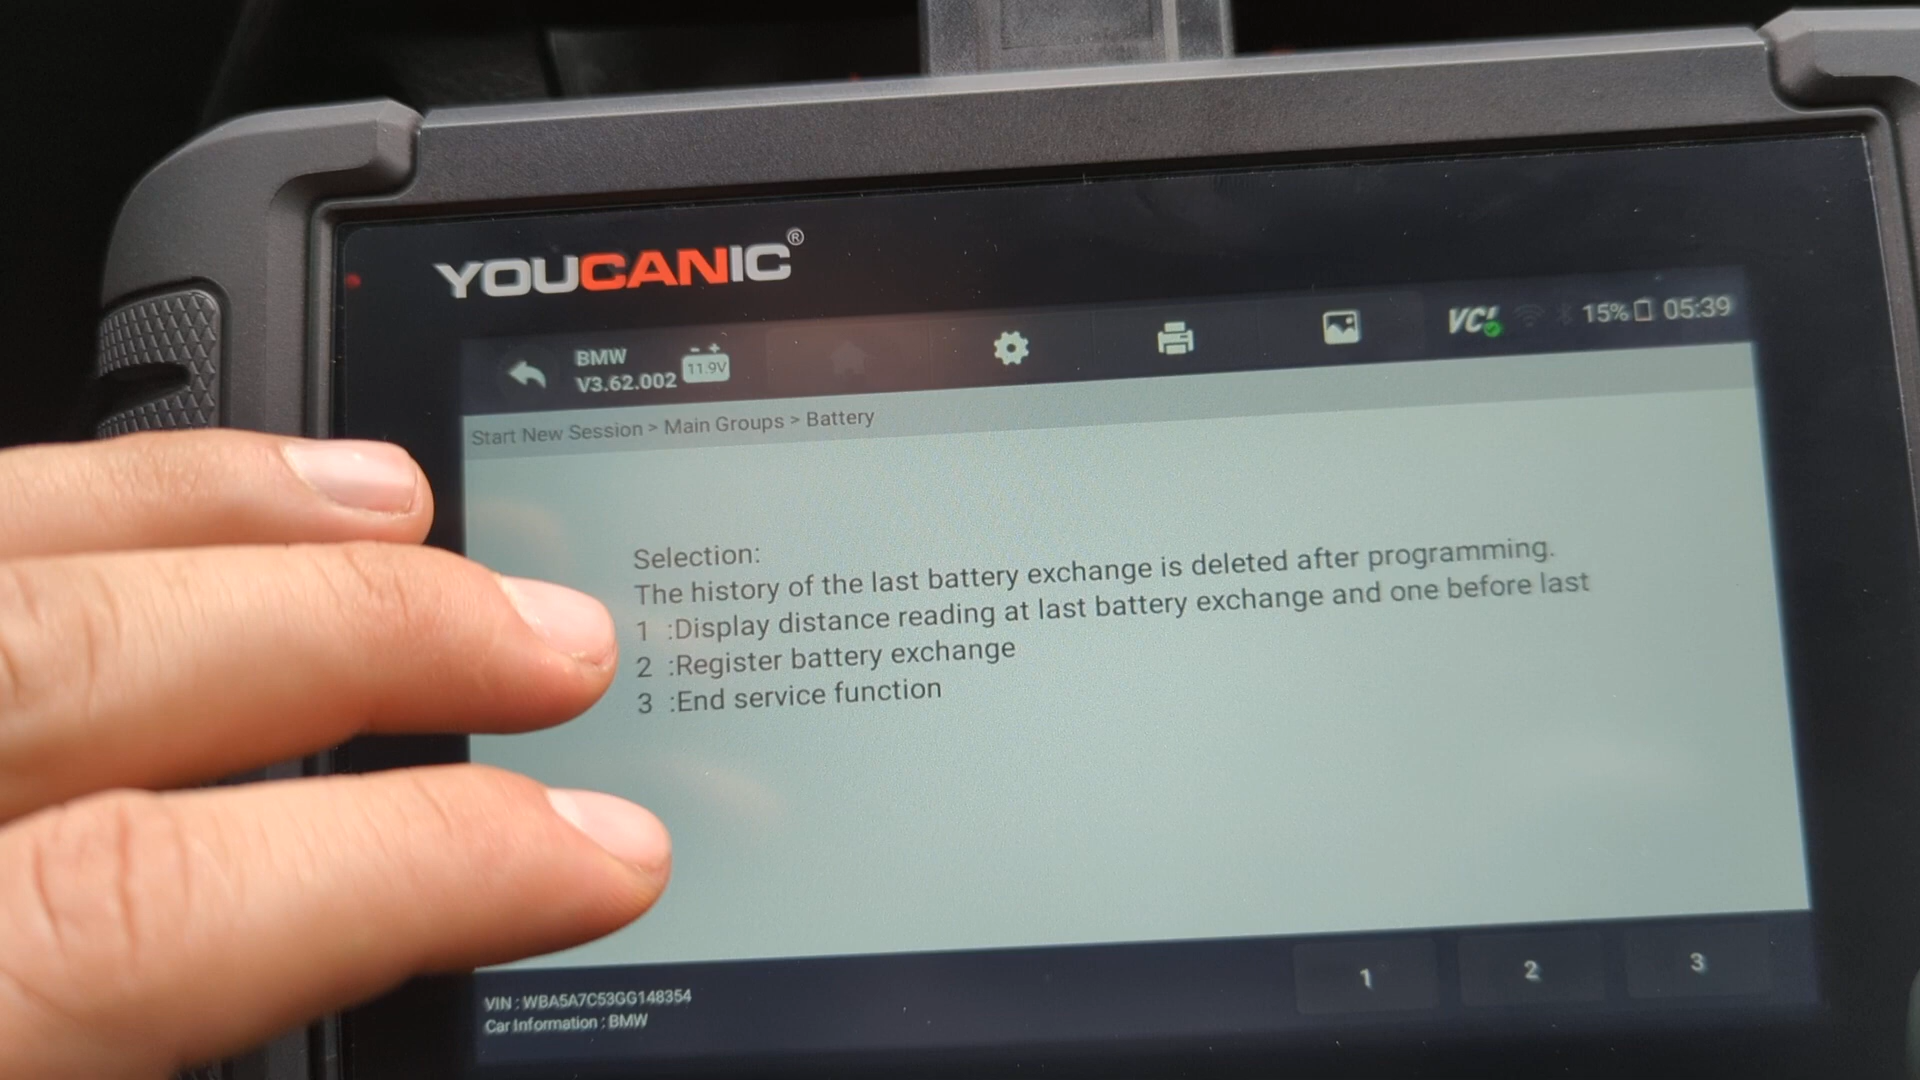 YOUCANIC®
BMW
V3.62.002
- +
11.9V
VCI
15%
05:39
Start New Session > Main Groups > Battery
Selection:
The history of the last battery exchange is deleted after programming.
1 :Display distance reading at last battery exchange and one before last
2 :Register battery exchange
3 :End service function
1
2
3
VIN : WBA5A7C53GG148354
Car Information : BMW